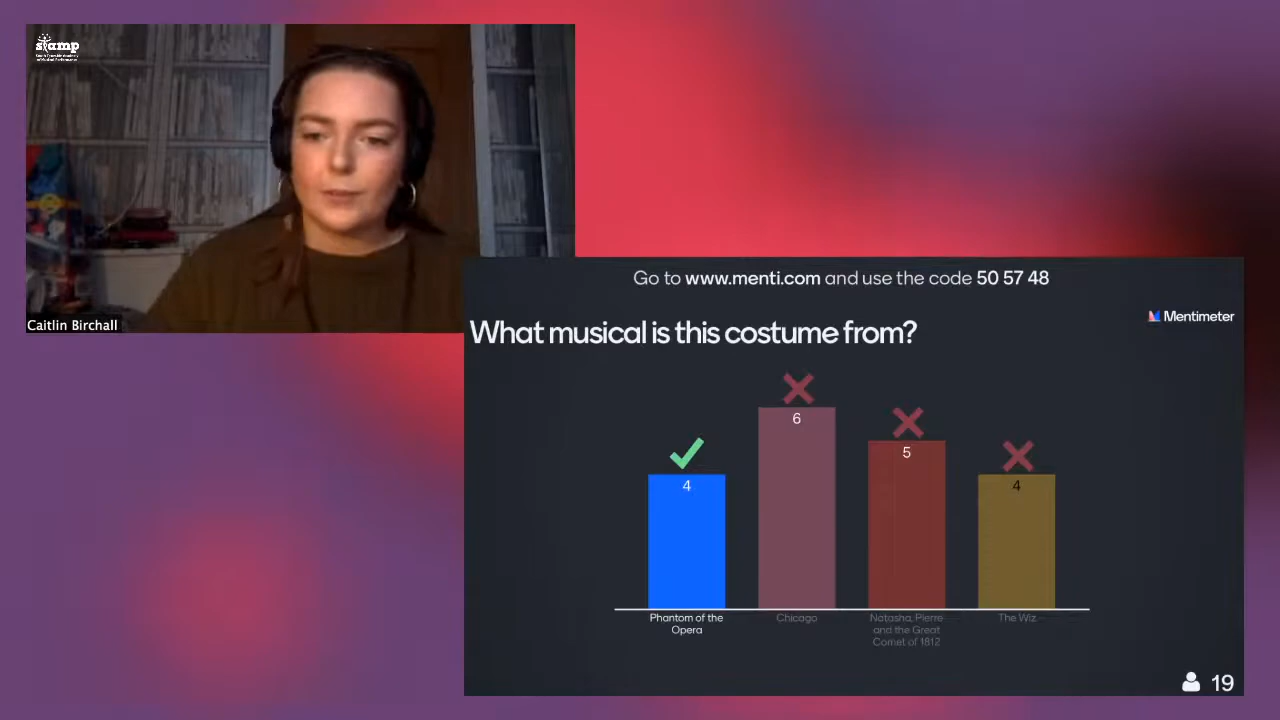 stamp
Caitlin Birchall
Go to www.menti.com and use the code 50 57 48
Mentimeter
What musical is this costume from?
4
6
5
4
Phantom of the
Opera
Chicago
Natasha, Pierre
and the Great
Comet of 1812
The Wiz
19